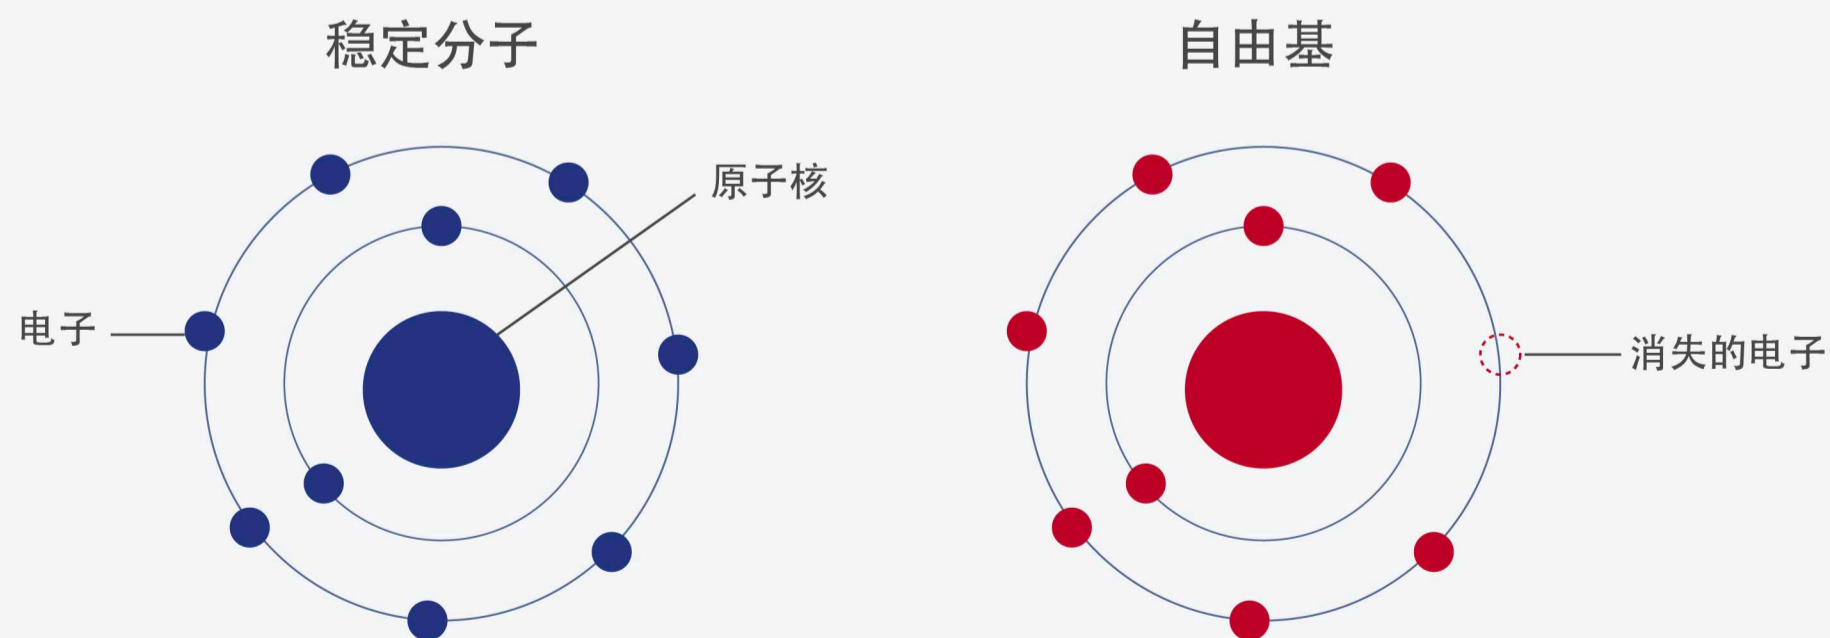 稳定分子
自由基
原子核
电子
消失的电子